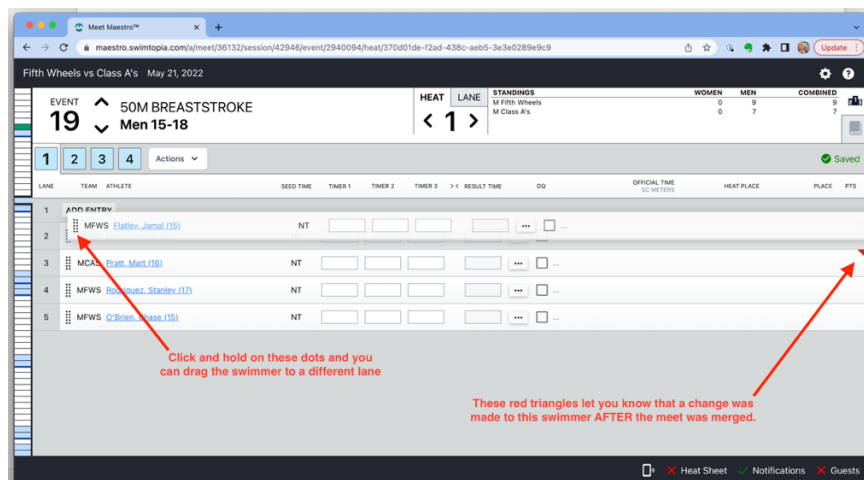 Meet Maestro™
maestro.swimtopia.com/a/meet/36132/session/42946/event/2940094/heat/370d01de-f2ad-438c-aeb5-3e3e0289e9c9
Update
Fifth Wheels vs Class A's May 21, 2022
EVENT
19
50M BREASTSTROKE
Men 15-18
HEAT LANE
1
STANDINGS WOMEN MEN COMBINED
M Fifth Wheels 0 9 9
M Class A's 0 7 7
1 2 3 4 Actions Saved
LANE TEAM ATHLETE SEED TIME TIMER 1 TIMER 2 TIMER 3 RESULT TIME DQ OFFICIAL TIME HEAT PLACE PLACE PTS
SC METERS
1 ADD ENTRY
MFWS Flatley, Jamal (15) NT
2
3 MCAS Pratt, Matt (16) NT
4 MFWS Rodriquez, Stanley (17) NT
5 MFWS O'Brien, Chase (15) NT
Click and hold on these dots and you
can drag the swimmer to a different lane
These red triangles let you know that a change was
made to this swimmer AFTER the meet was merged.
Heat Sheet Notifications Guests